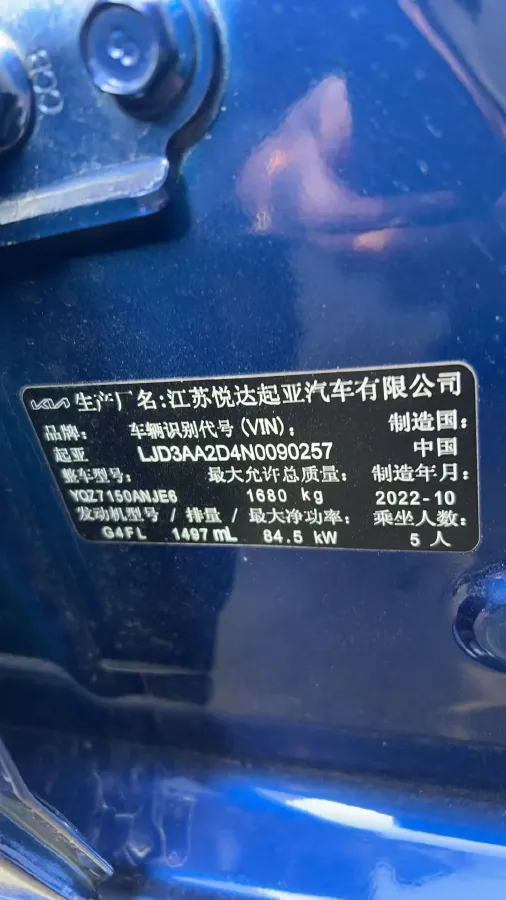 KIA 生产厂名:江苏悦达起亚汽车有限公司
品牌: 车辆识别代号(VIN): 制造国:
起亚 LJD3AA2D4N0090257 中国
整车型号: 最大允许总质量: 制造年月:
YQZ7150ANJE6 1680 kg 2022-10
发动机型号/排量/最大净功率: 乘坐人数:
G4FL 1497mL 84.5 kW 5 人